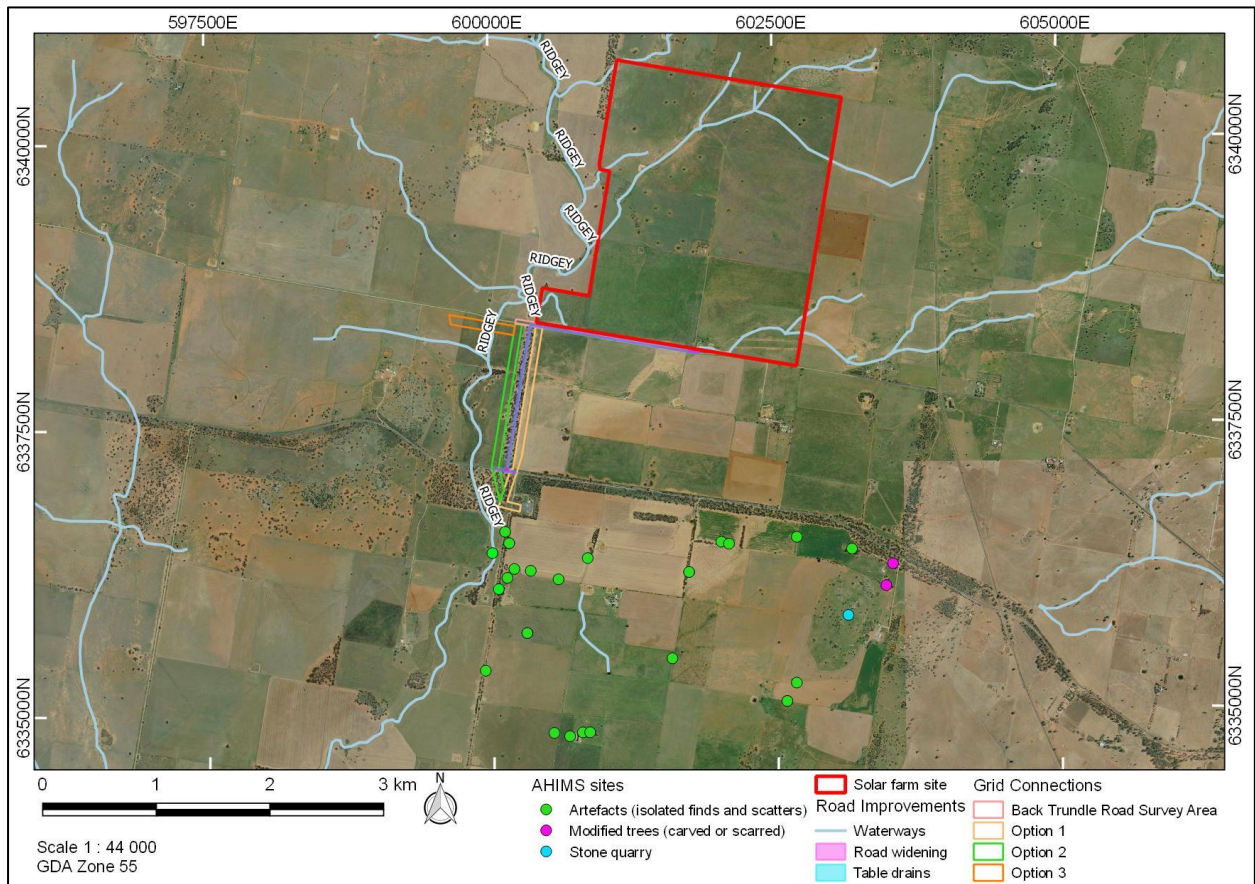 597500E 600000E 602500E 605000E
RIDGEY
6340000N
6340000N
RIDGEY
RIDGEY
RIDGEY
RIDGEY
RIDGEY
6337500N
6337500N
RIDGEY
6335000N
6335000N
0 1 2 3 km
N
Scale 1 : 44 000
GDA Zone 55
AHIMS sites
Artefacts (isolated finds and scatters)
Modified trees (carved or scarred)
Stone quarry
Solar farm site
Road Improvements
Waterways
Road widening
Table drains
Grid Connections
Back Trundle Road Survey Area
Option 1
Option 2
Option 3